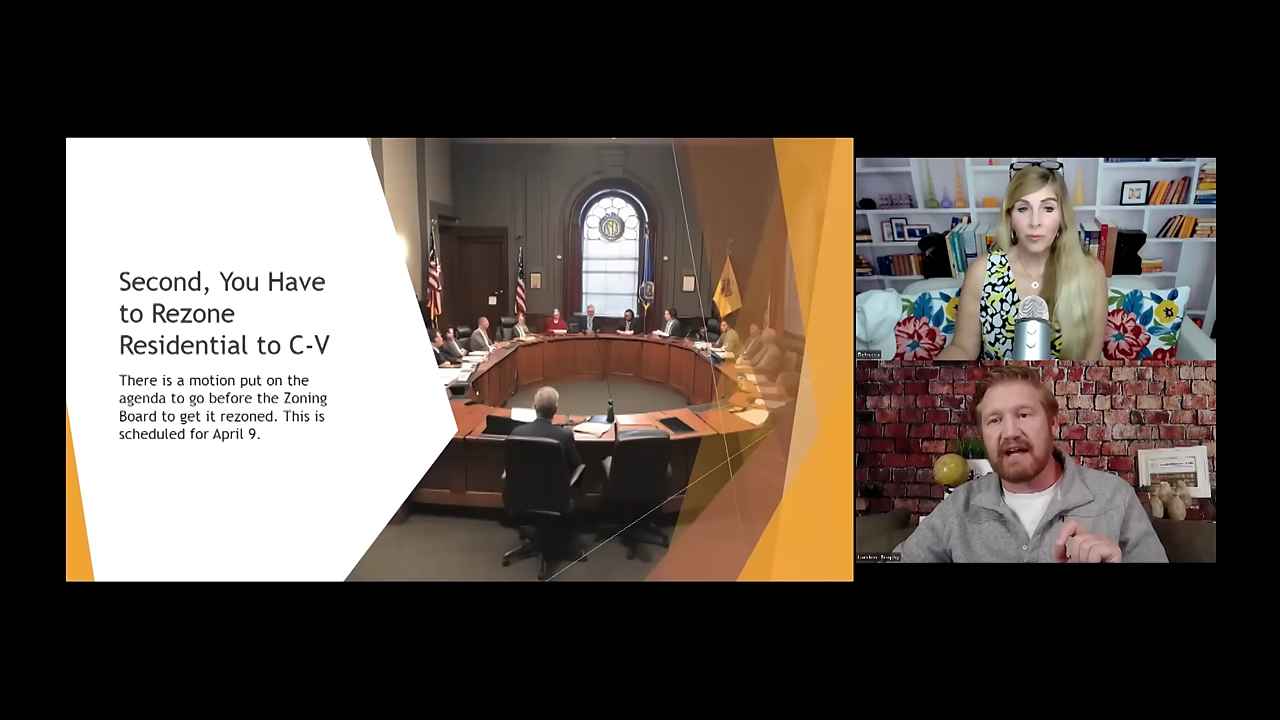 Second, You Have
to Rezone
Residential to C-V
There is a motion put on the
agenda to go before the Zoning
Board to get it rezoned. This is
scheduled for April 9.